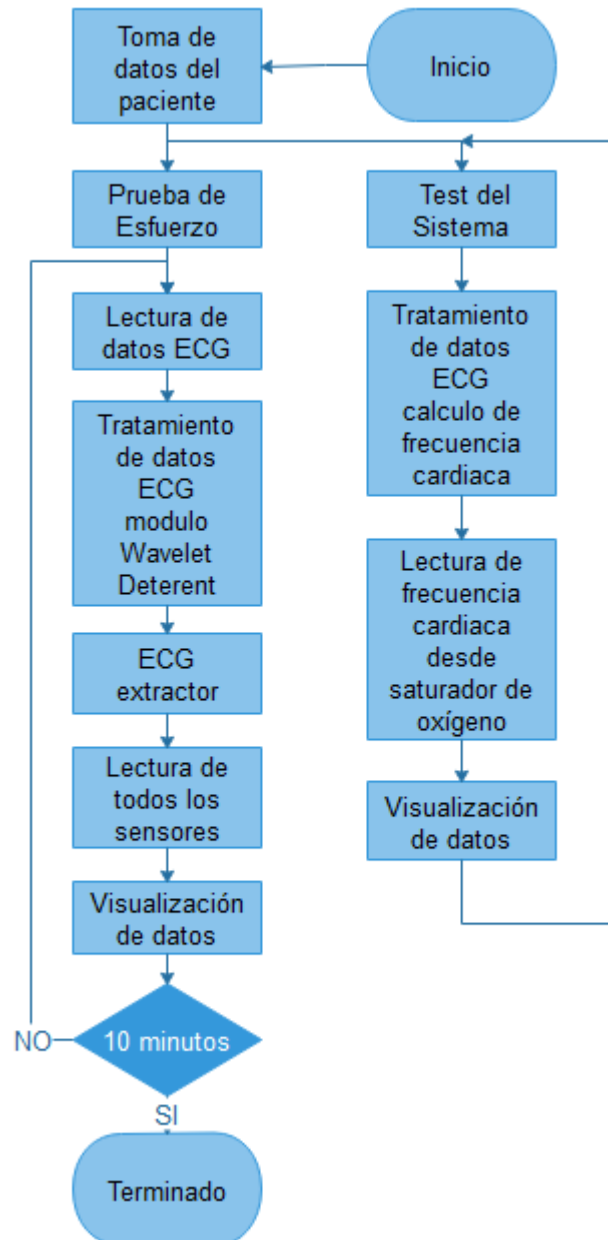 Inicio
Toma de
datos del
paciente
Prueba de
Esfuerzo
Lectura de
datos ECG
Tratamiento
de datos
ECG
modulo
Wavelet
Deterent
ECG
extractor
Lectura de
todos los
sensores
Visualización
de datos
10 minutos
NO
SI
Terminado
Test del
Sistema
Tratamiento
de datos
ECG
calculo de
frecuencia
cardiaca
Lectura de
frecuencia
cardiaca
desde
saturador de
oxígeno
Visualización
de datos